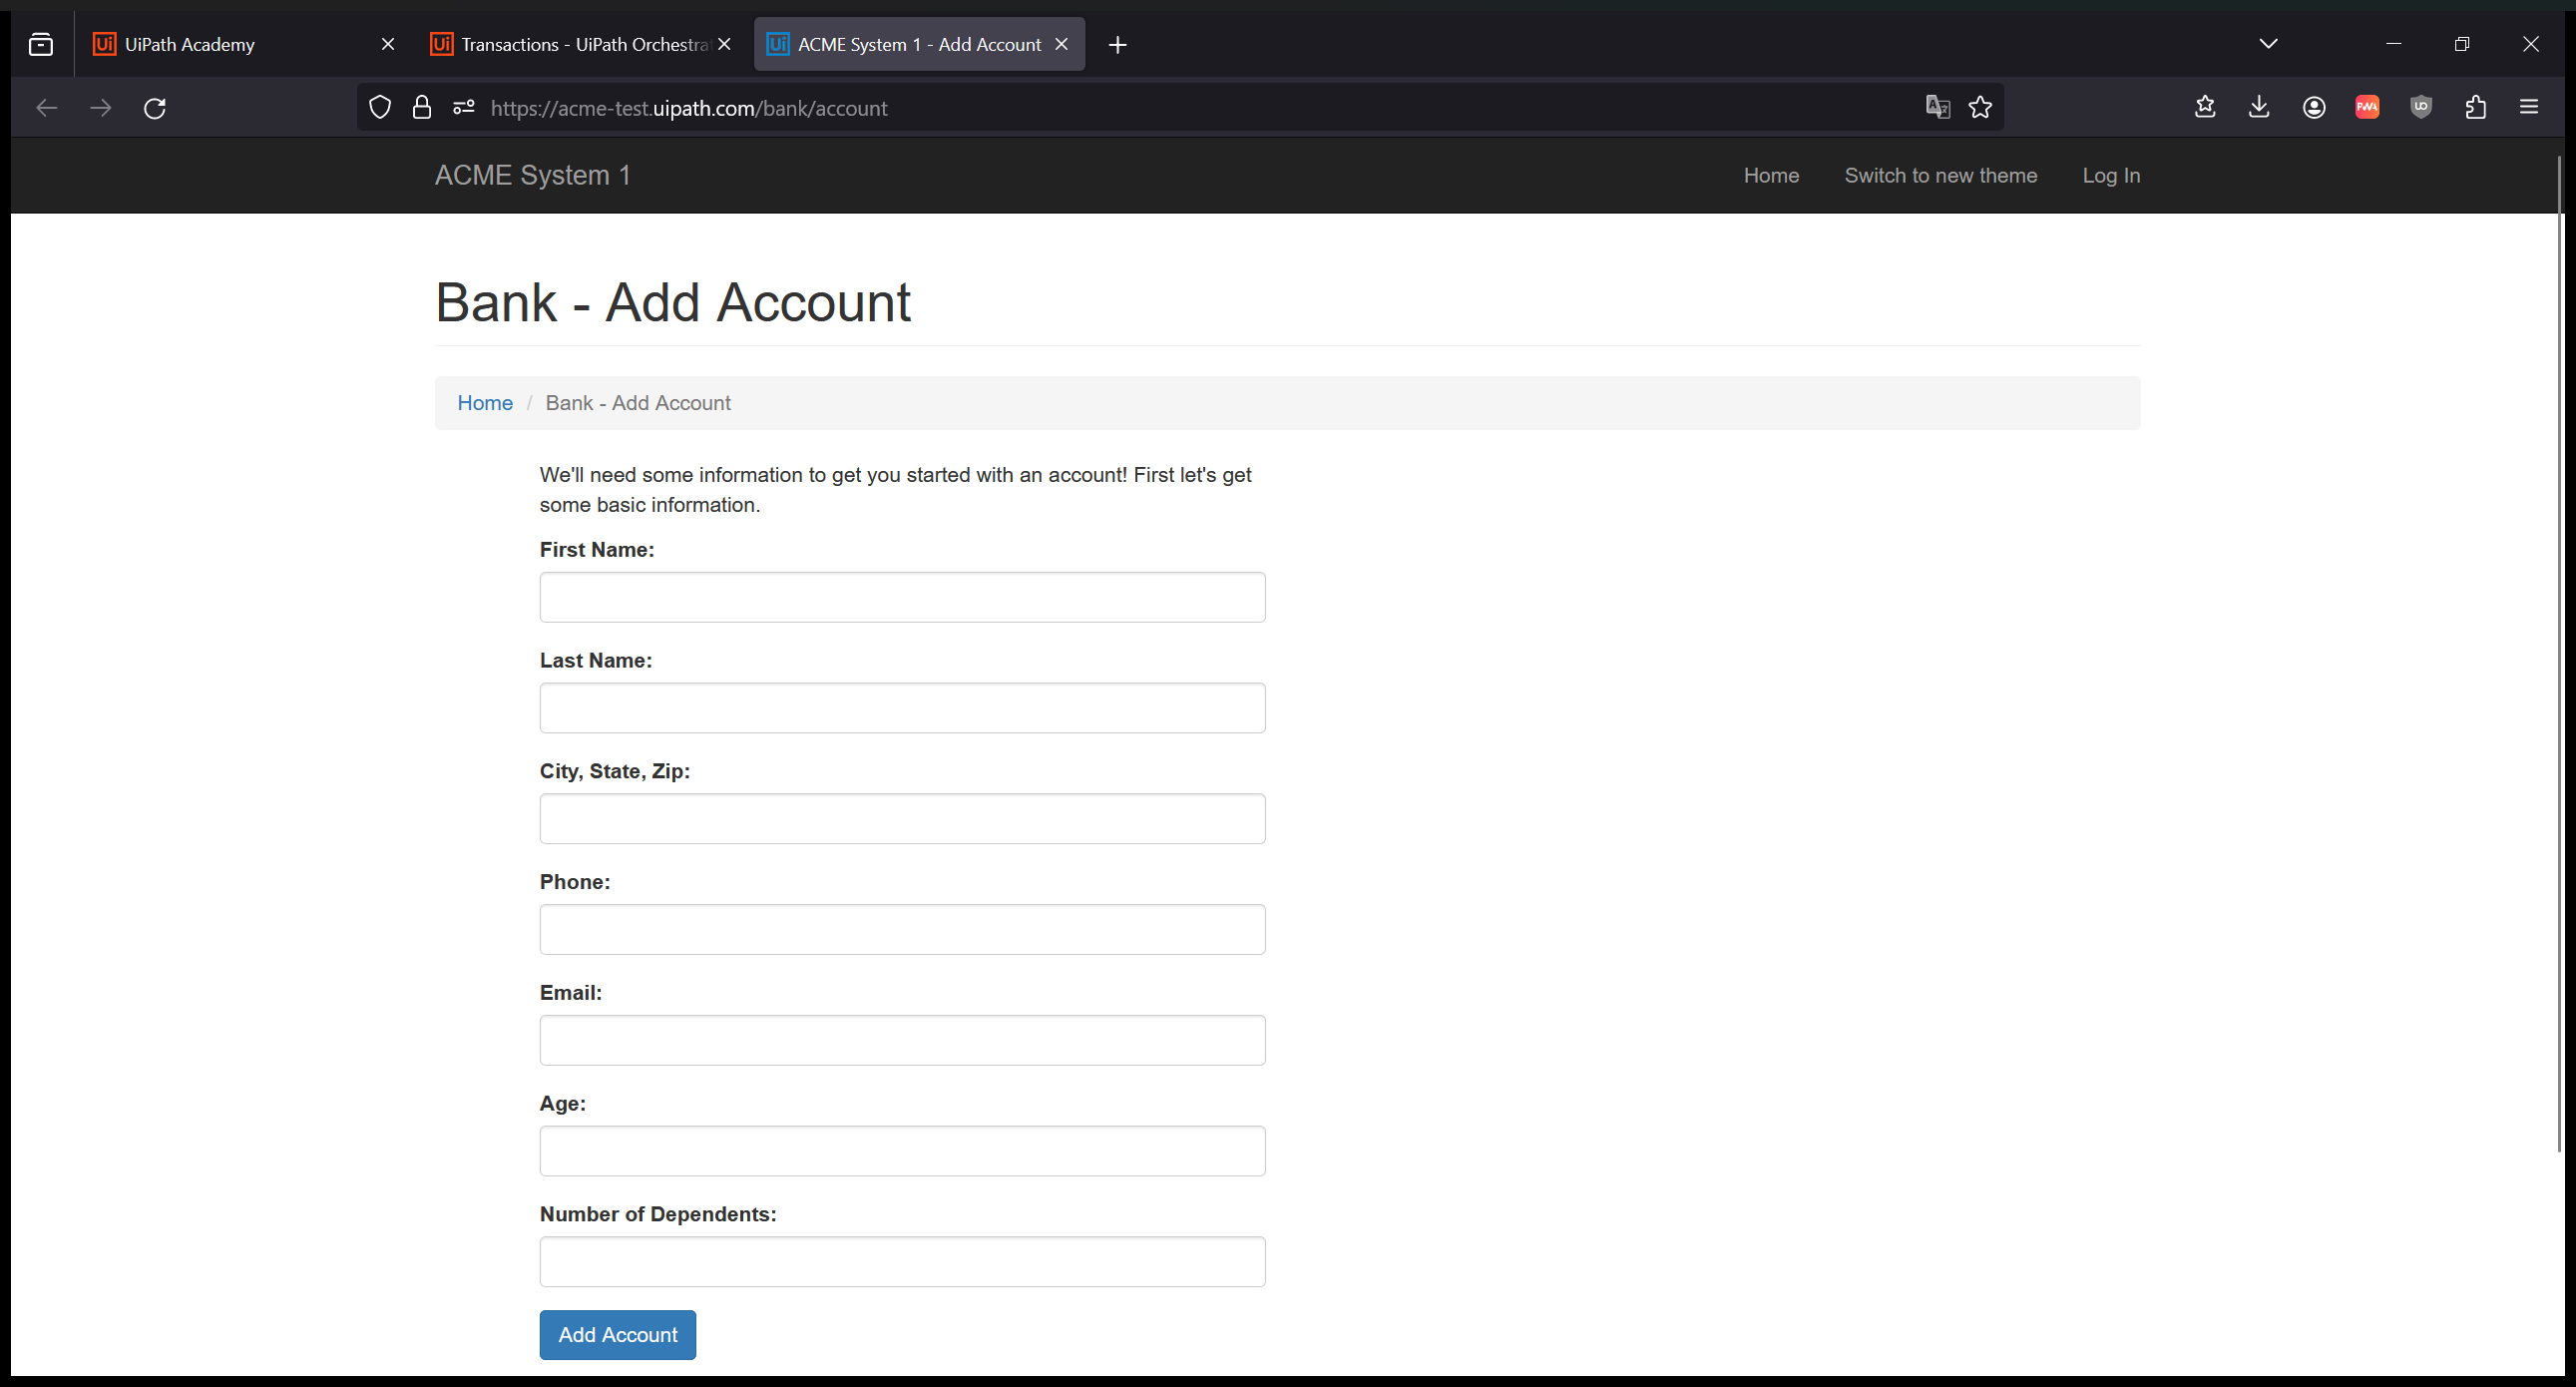 UiPath Academy
Transactions - UiPath Orchestra
ACME System 1 - Add Account
https://acme-test.uipath.com/bank/account
ACME System 1
Home
Switch to new theme
Log In
Bank - Add Account
Home / Bank - Add Account
We'll need some information to get you started with an account! First let's get
some basic information.
First Name:
Last Name:
City, State, Zip:
Phone:
Email:
Age:
Number of Dependents:
Add Account